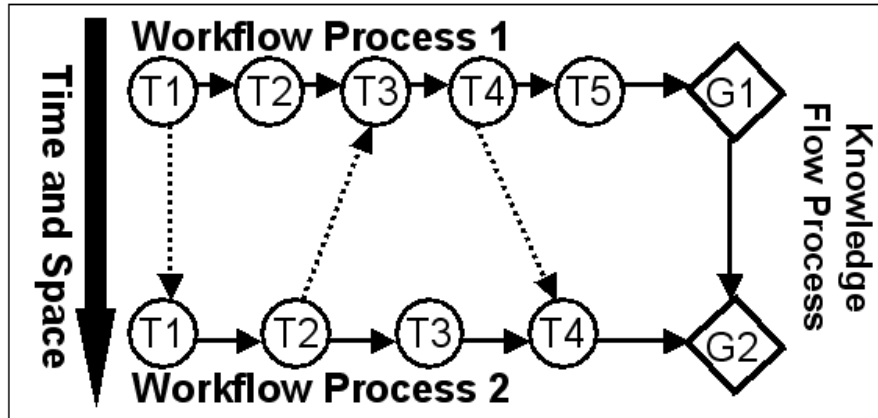 Workflow Process 1
T1 T2 T3 T4 T5 G1
Time and Space
Knowledge
Flow Process
T1 T2 T3 T4 G2
Workflow Process 2